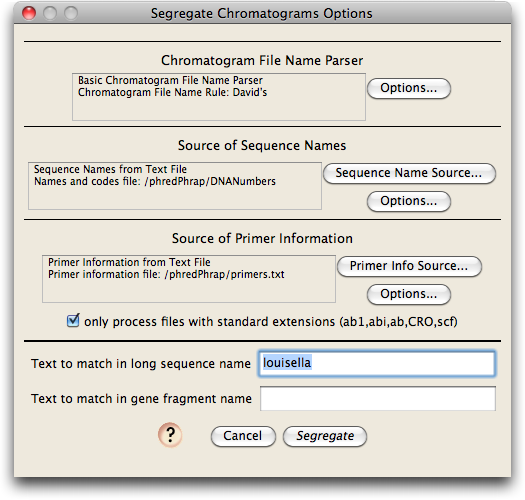 Segregate Chromatograms Options
Chromatogram File Name Parser
Basic Chromatogram File Name Parser
Chromatogram File Name Rule: David's
Options...
Source of Sequence Names
Sequence Names from Text File
Names and codes file: /phredPhrap/DNANumbers
Sequence Name Source...
Options...
Source of Primer Information
Primer Information from Text File
Primer information file: /phredPhrap/primers.txt
Primer Info Source...
Options...
only process files with standard extensions (ab1,abi,ab,CRO,scf)
Text to match in long sequence name louisella
Text to match in gene fragment name
? Cancel Segregate